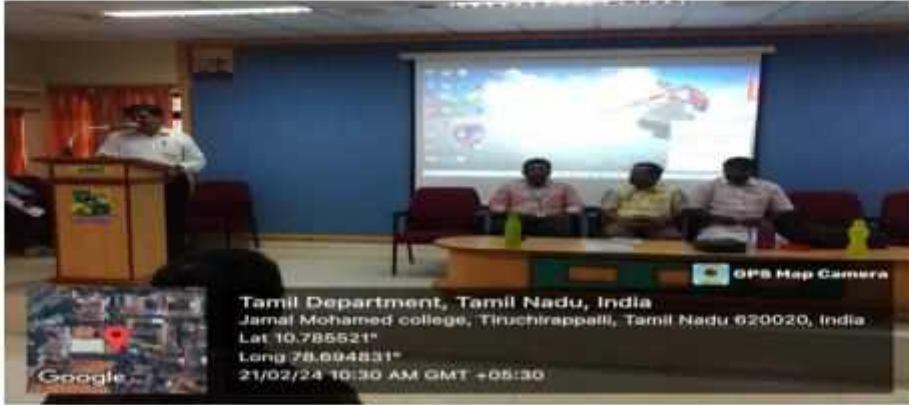 GPS Map Camera
Tamil Department, Tamil Nadu, India
Jamal Mohamed college, Tiruchirappalli, Tamil Nadu 620020, India
Lat 10.785521°
Long 78.694831°
21/02/24 10:30 AM GMT +05:30
Google